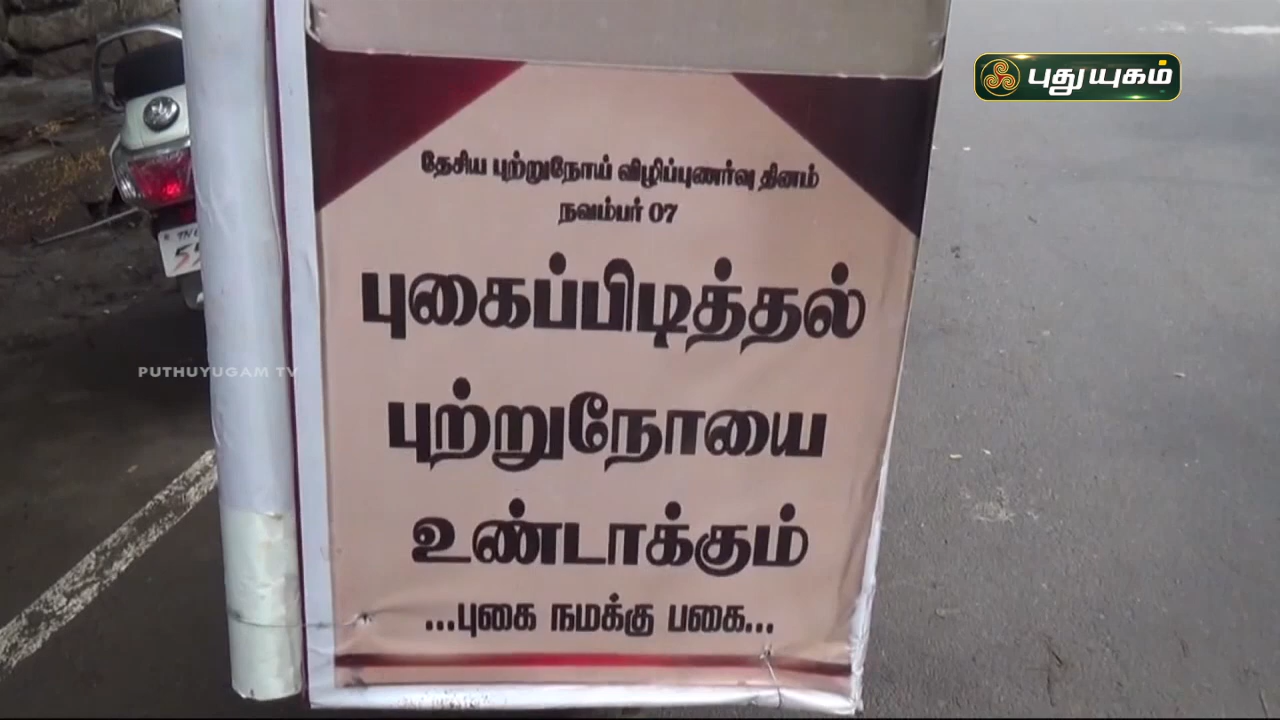 புதுயுகம்
தேசிய புற்றுநோய் விழிப்புணர்வு தினம்
நவம்பர் 07
புகைப்பிடித்தல்
புற்றுநோயை
உண்டாக்கும்
...புகை நமக்கு பகை...
PUTHUYUGAM TV